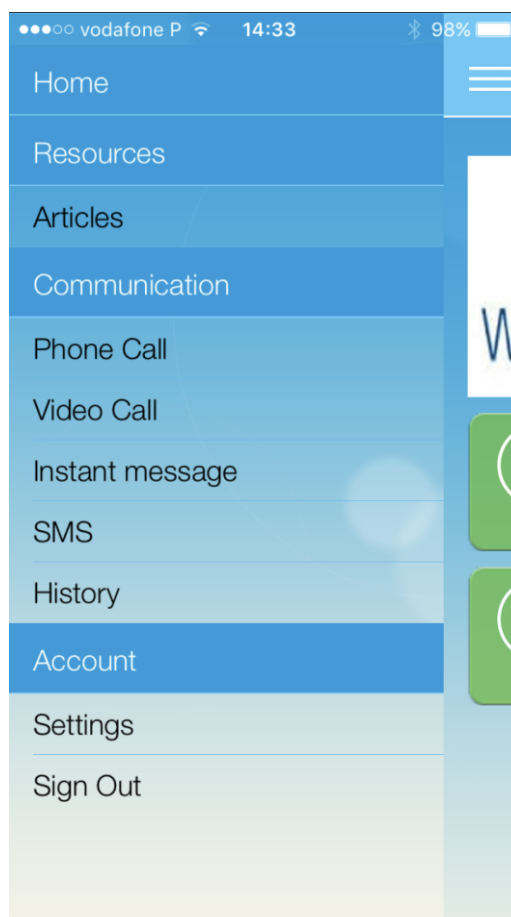 vodafone P 14:33 98%
Home
Resources
Articles
Communication
Phone Call
Video Call
Instant message
SMS
History
Account
Settings
Sign Out
W